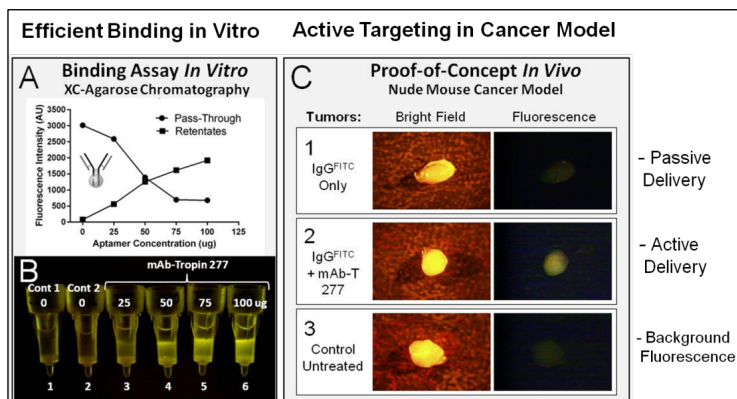 Efficient Binding in Vitro
Active Targeting in Cancer Model
A
Binding Assay In Vitro
XC-Agarose Chromatography
Fluorescence Intensity (AU)
3500
3000
2500
2000
1500
1000
500
0
Pass-Through
Retentates
0 25 50 75 100 125
Aptamer Concentration (ug)
B
mAb-Tropin 277
Cont 1 Cont 2
0 0 25 50 75 100 ug
1 2 3 4 5 6
C
Proof-of-Concept In Vivo
Nude Mouse Cancer Model
Tumors: Bright Field Fluorescence
1
IgGFITC
Only
- Passive
Delivery
2
IgGFITC
+ mAb-T
277
- Active
Delivery
3
Control
Untreated
- Background
Fluorescence